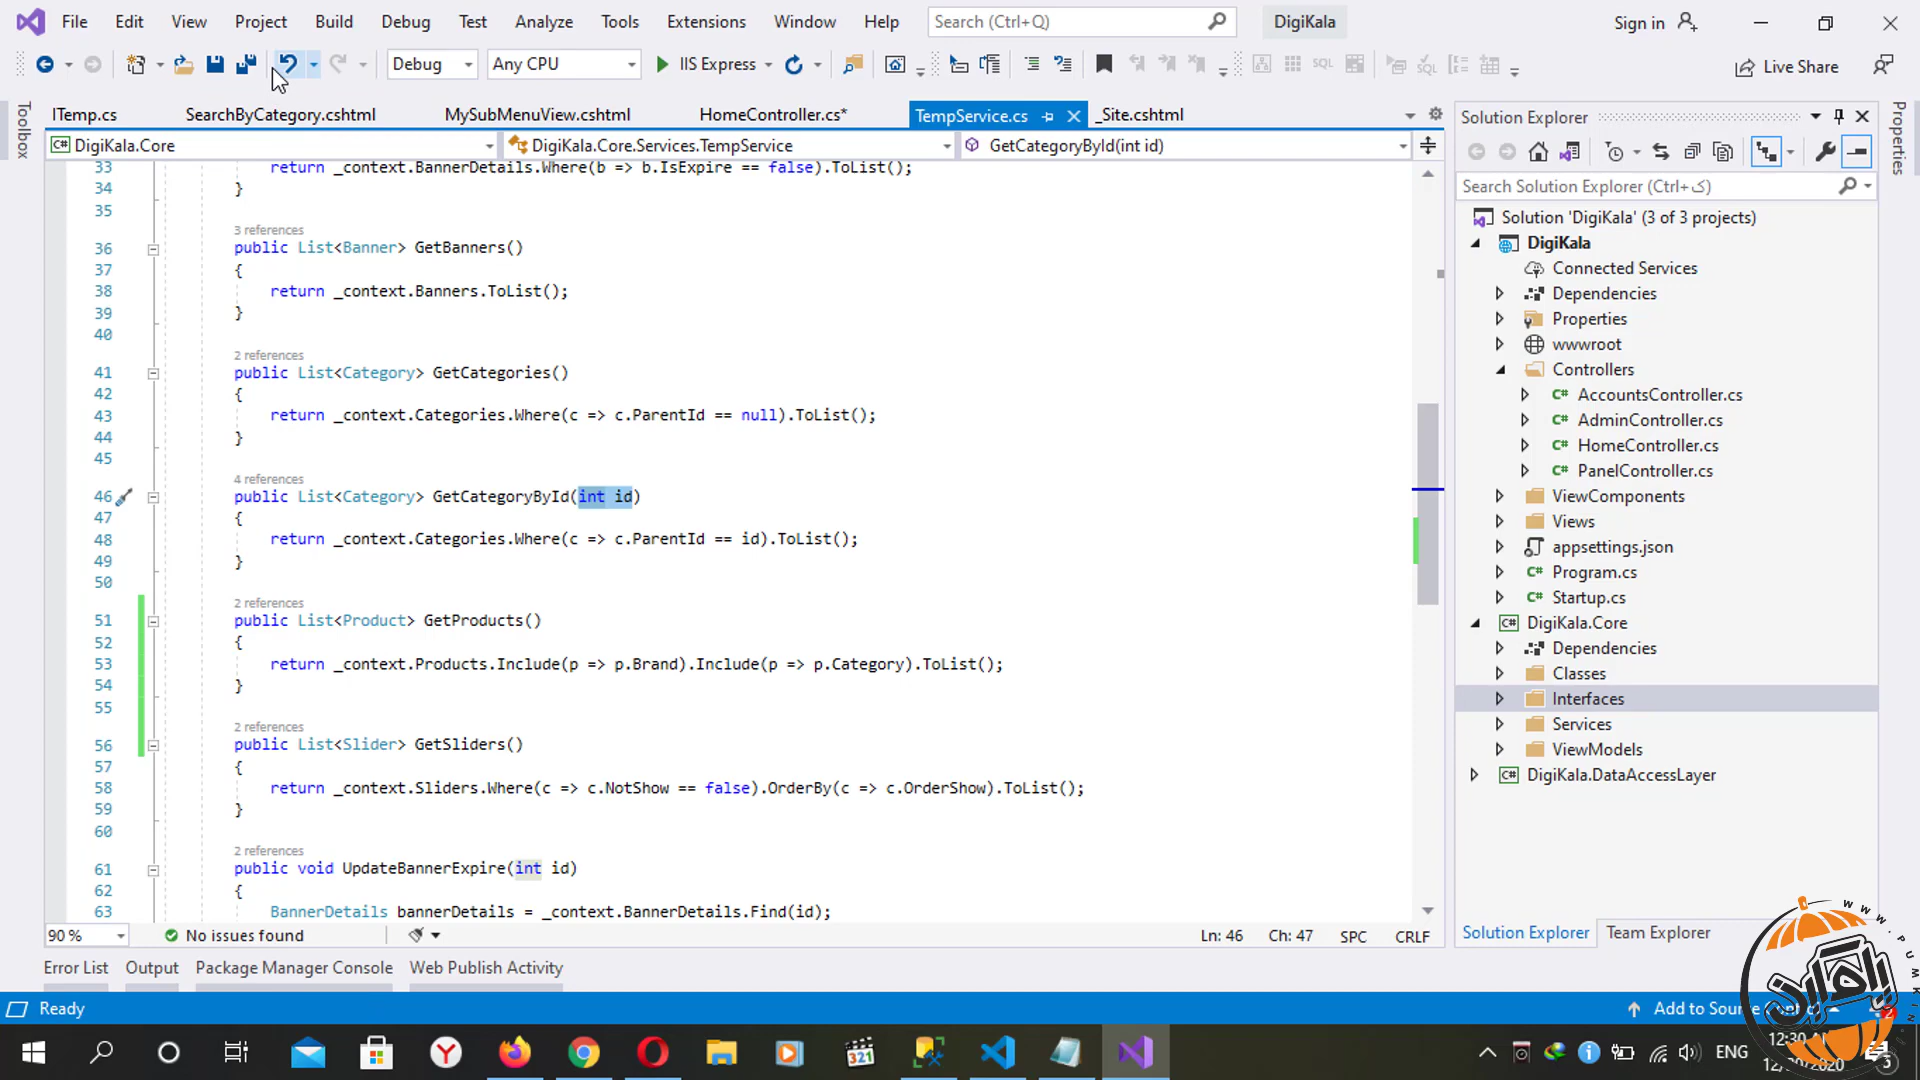 File Edit View Project Build Debug Test Analyze Tools Extensions Window Help Search (Ctrl+Q) DigiKala Sign in
Debug Any CPU IIS Express Live Share
Toolbox
ITemp.cs SearchByCategory.cshtml MySubMenuView.cshtml HomeController.cs* TempService.cs _Site.cshtml
DigiKala.Core DigiKala.Core.Services.TempService GetCategoryById(int id)
33 return _context.BannerDetails.Where(b => b.IsExpire == false).ToList();
34 }
35
3 references
36 public List<Banner> GetBanners()
37 {
38 return _context.Banners.ToList();
39 }
40
2 references
41 public List<Category> GetCategories()
42 {
43 return _context.Categories.Where(c => c.ParentId == null).ToList();
44 }
45
4 references
46 public List<Category> GetCategoryById(int id)
47 {
48 return _context.Categories.Where(c => c.ParentId == id).ToList();
49 }
50
2 references
51 public List<Product> GetProducts()
52 {
53 return _context.Products.Include(p => p.Brand).Include(p => p.Category).ToList();
54 }
55
2 references
56 public List<Slider> GetSliders()
57 {
58 return _context.Sliders.Where(c => c.NotShow == false).OrderBy(c => c.OrderShow).ToList();
59 }
60
2 references
61 public void UpdateBannerExpire(int id)
62 {
63 BannerDetails bannerDetails = _context.BannerDetails.Find(id);
90 % No issues found Ln: 46 Ch: 47 SPC CRLF
Error List Output Package Manager Console Web Publish Activity
Solution Explorer
Search Solution Explorer (Ctrl+ک)
Solution 'DigiKala' (3 of 3 projects)
DigiKala
Connected Services
Dependencies
Properties
wwwroot
Controllers
C# AccountsController.cs
C# AdminController.cs
C# HomeController.cs
C# PanelController.cs
ViewComponents
Views
appsettings.json
C# Program.cs
C# Startup.cs
C# DigiKala.Core
Dependencies
Classes
Interfaces
Services
ViewModels
C# DigiKala.DataAccessLayer
Solution Explorer Team Explorer
Properties
Ready Add to Source
321 ENG 12:30